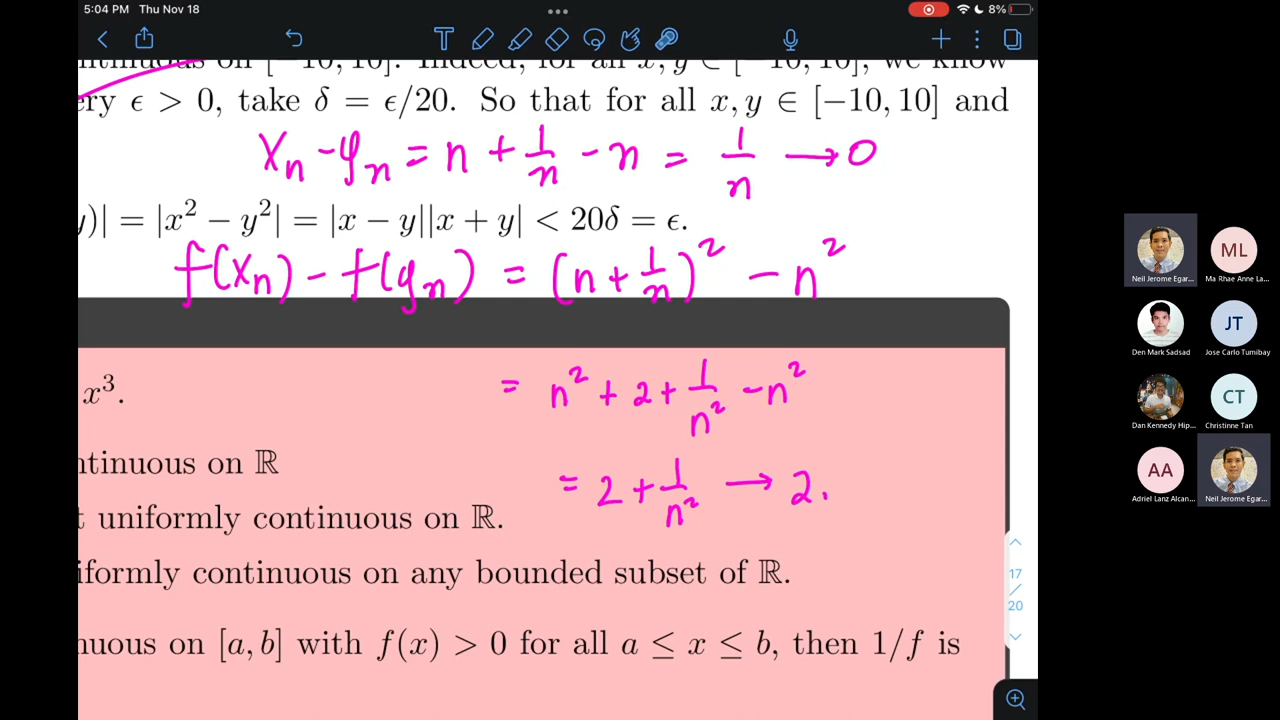 5:04 PM Thu Nov 18
8%
ntinuous on [−10, 10]. Indeed, for all x, y ∈ [−10, 10], we know
ery ϵ > 0, take δ = ϵ/20. So that for all x, y ∈ [−10, 10] and
xₙ − yₙ = n + 1/n − n = 1/n → 0
y)| = |x² − y²| = |x − y||x + y| < 20δ = ϵ.
f(xₙ) − f(yₙ) = (n + 1/n)² − n²
= n² + 2 + 1/n² − n²
x³.
ntinuous on ℝ
= 2 + 1/n² → 2.
t uniformly continuous on ℝ.
iformly continuous on any bounded subset of ℝ.
nuous on [a, b] with f(x) > 0 for all a ≤ x ≤ b, then 1/f is
17
/
20
Neil Jerome Egar...
ML
Ma Rhae Anne La...
Den Mark Sadsad
JT
Jose Carlo Tumibay
Dan Kennedy Hip...
CT
Christinne Tan
AA
Adriel Lanz Alcan...
Neil Jerome Egar...